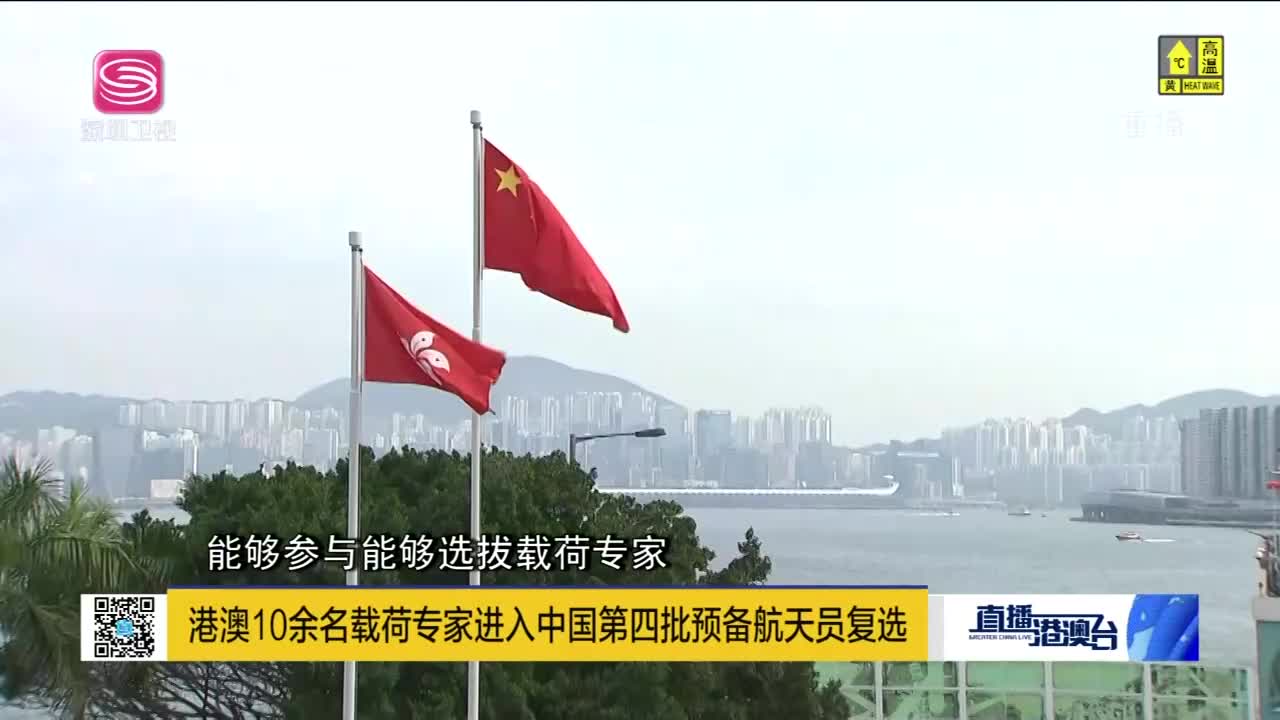 深圳卫视
高温
℃
黄 HEAT WAVE
重播
能够参与能够选拔载荷专家
港澳10余名载荷专家进入中国第四批预备航天员复选
直播港澳台
GREATER CHINA LIVE